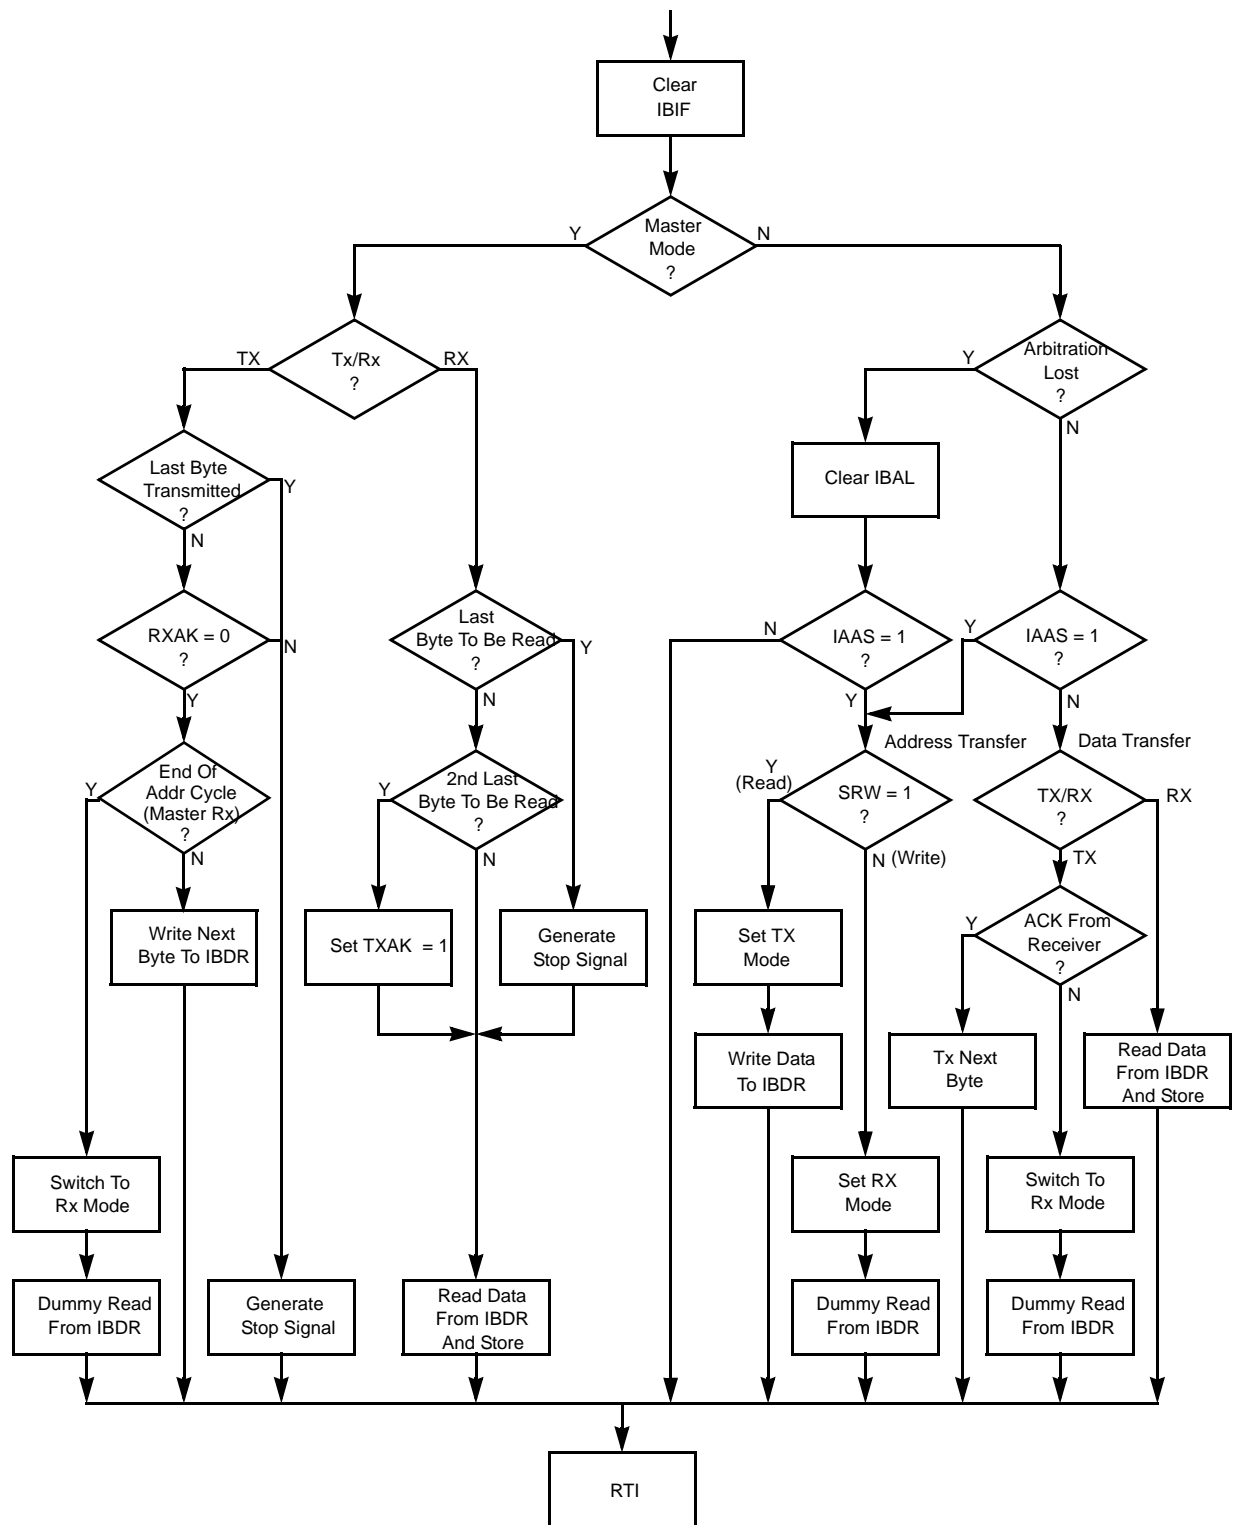 Clear
IBIF
Master
Mode
?
Y
N
Tx/Rx
?
TX
RX
Arbitration
Lost
?
Y
N
Last Byte
Transmitted
?
Y
N
Clear IBAL
RXAK = 0
?
N
Y
Last
Byte To Be Read
?
Y
N
IAAS = 1
?
N
Y
IAAS = 1
?
Y
N
Address Transfer
Data Transfer
End Of
Addr Cycle
(Master Rx)
?
Y
N
2nd Last
Byte To Be Read
?
Y
N
Y
(Read)
SRW = 1
?
N (Write)
TX/RX
?
RX
TX
Write Next
Byte To IBDR
Set TXAK = 1
Generate
Stop Signal
Set TX
Mode
ACK From
Receiver
?
Y
N
Write Data
To IBDR
Tx Next
Byte
Read Data
From IBDR
And Store
Switch To
Rx Mode
Set RX
Mode
Switch To
Rx Mode
Dummy Read
From IBDR
Generate
Stop Signal
Read Data
From IBDR
And Store
Dummy Read
From IBDR
Dummy Read
From IBDR
RTI